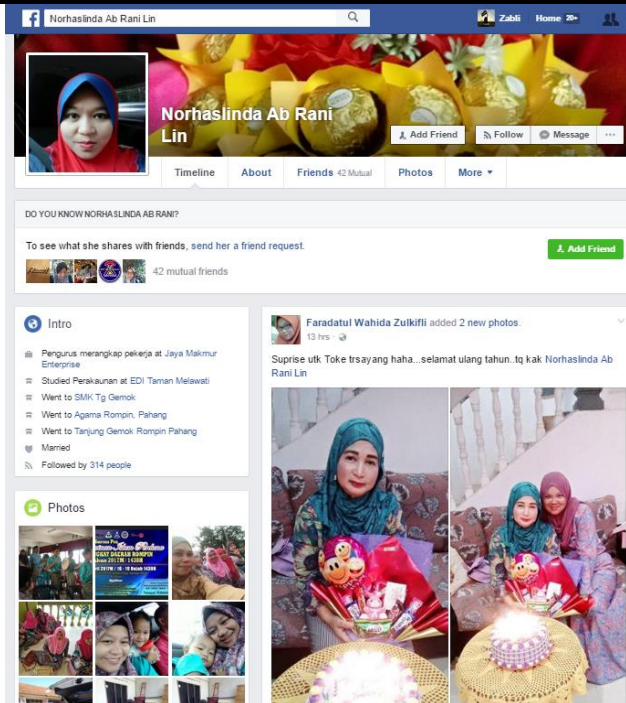 Norhaslinda Ab Rani Lin
Zabli
Home 20+
Norhaslinda Ab Rani
Lin
Add Friend
Follow
Message
Timeline
About
Friends 42 Mutual
Photos
More
DO YOU KNOW NORHASLINDA AB RANI?
To see what she shares with friends, send her a friend request.
Add Friend
42 mutual friends
Intro
Pengurus merangkap pekerja at Jaya Makmur
Enterprise
Studied Perakaunan at EDI Taman Melawati
Went to SMK Tg Gemok
Went to Agama Rompin, Pahang
Went to Tanjung Gemok Rompin Pahang
Married
Followed by 314 people
Photos
Faradatul Wahida Zulkifli added 2 new photos.
13 hrs ·
Suprise utk Toke trsayang haha...selamat ulang tahun..tq kak Norhaslinda Ab
Rani Lin